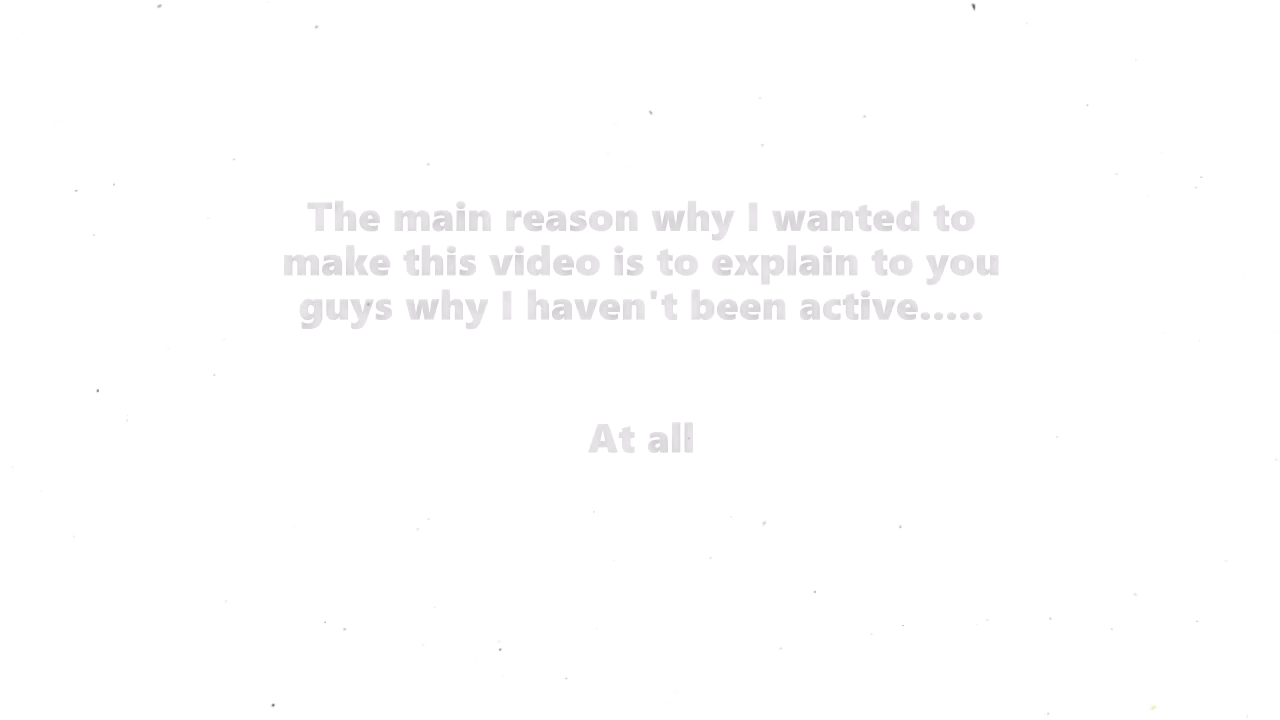 The main reason why I wanted to
make this video is to explain to you
guys why I haven't been active.....
At all